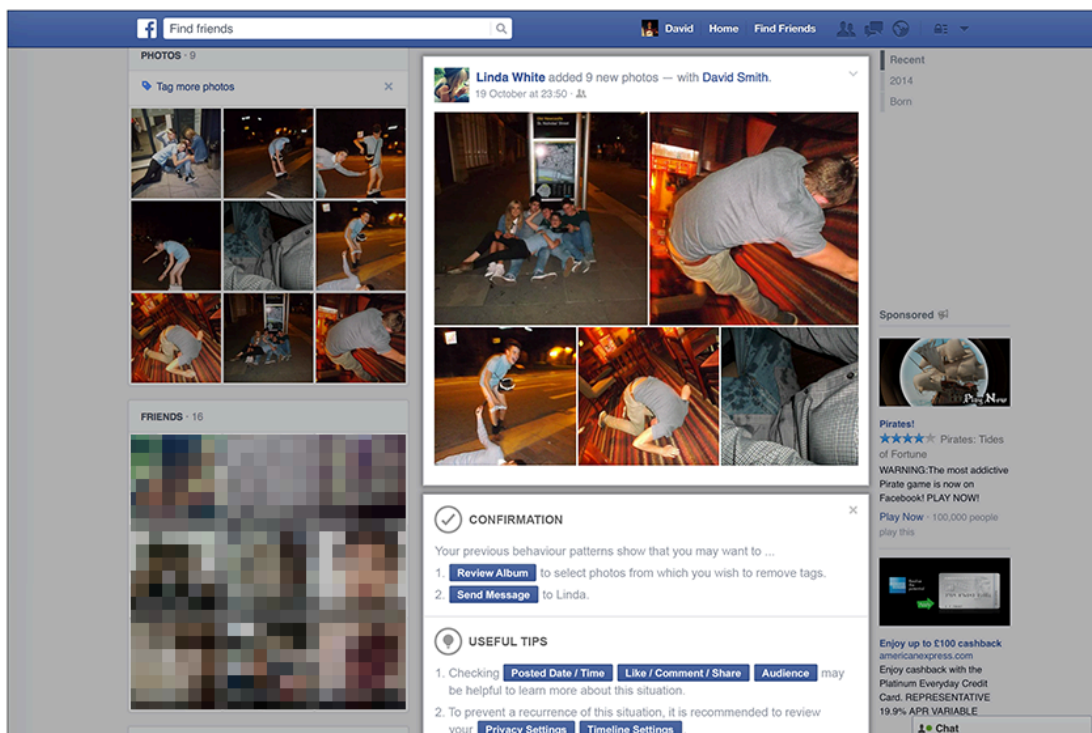 f
Find friends
David
Home
Find Friends
PHOTOS · 9
Tag more photos
FRIENDS · 16
Linda White added 9 new photos — with David Smith.
19 October at 23:50 ·
CONFIRMATION
Your previous behaviour patterns show that you may want to ...
1. Review Album to select photos from which you wish to remove tags.
2. Send Message to Linda.
USEFUL TIPS
1. Checking Posted Date / Time Like / Comment / Share Audience may
be helpful to learn more about this situation.
2. To prevent a recurrence of this situation, it is recommended to review
your Privacy Settings Timeline Settings
Recent
2014
Born
Sponsored
Play Now
Pirates!
Pirates: Tides
of Fortune
WARNING:The most addictive
Pirate game is now on
Facebook! PLAY NOW!
Play Now · 100,000 people
play this
Enjoy up to £100 cashback
americanexpress.com
Enjoy cashback with the
Platinum Everyday Credit
Card. REPRESENTATIVE
19.9% APR VARIABLE
Chat